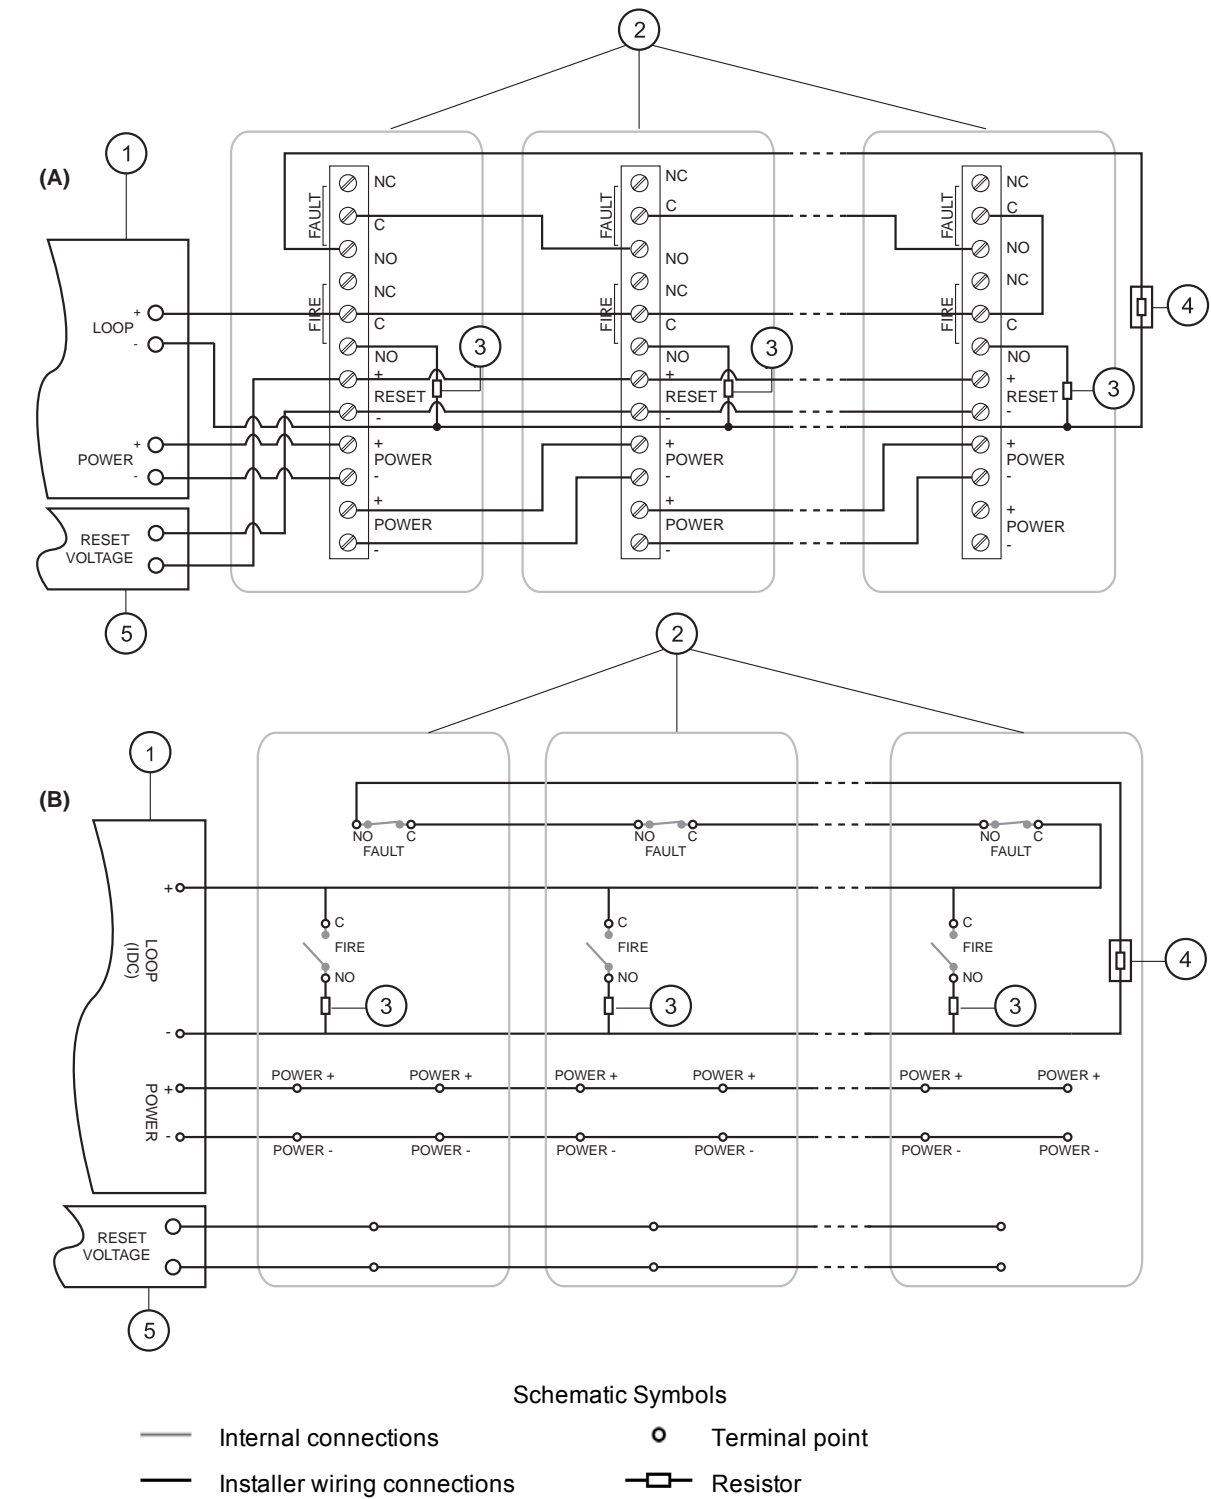 2
1
(A)
LOOP
+
-
POWER
+
-
RESET
VOLTAGE
5
FAULT
NC
C
NO
FIRE
NC
C
NO
+
RESET
-
+
POWER
-
+
POWER
-
3
FAULT
NC
C
NO
FIRE
NC
C
NO
+
RESET
-
+
POWER
-
+
POWER
-
3
FAULT
NC
C
NO
FIRE
NC
C
NO
+
RESET
-
+
POWER
-
+
POWER
-
3
4
2
1
(B)
+
LOOP
(IDC)
-
+
POWER
-
RESET
VOLTAGE
5
NO C
FAULT
NO C
FAULT
NO C
FAULT
C
FIRE
NO
3
C
FIRE
NO
3
C
FIRE
NO
3
4
POWER + POWER + POWER + POWER + POWER + POWER +
POWER - POWER - POWER - POWER - POWER - POWER -
Schematic Symbols
Internal connections
Terminal point
Installer wiring connections
Resistor